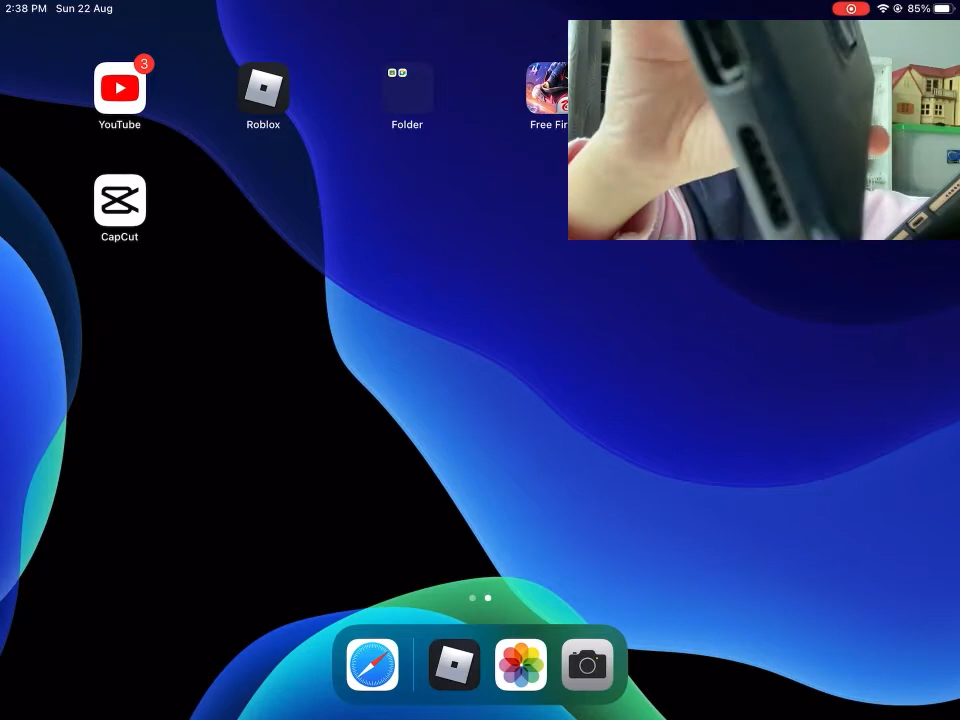 2:38 PM Sun 22 Aug 85%
3
YouTube
Roblox
Folder
Free Fir
CapCut